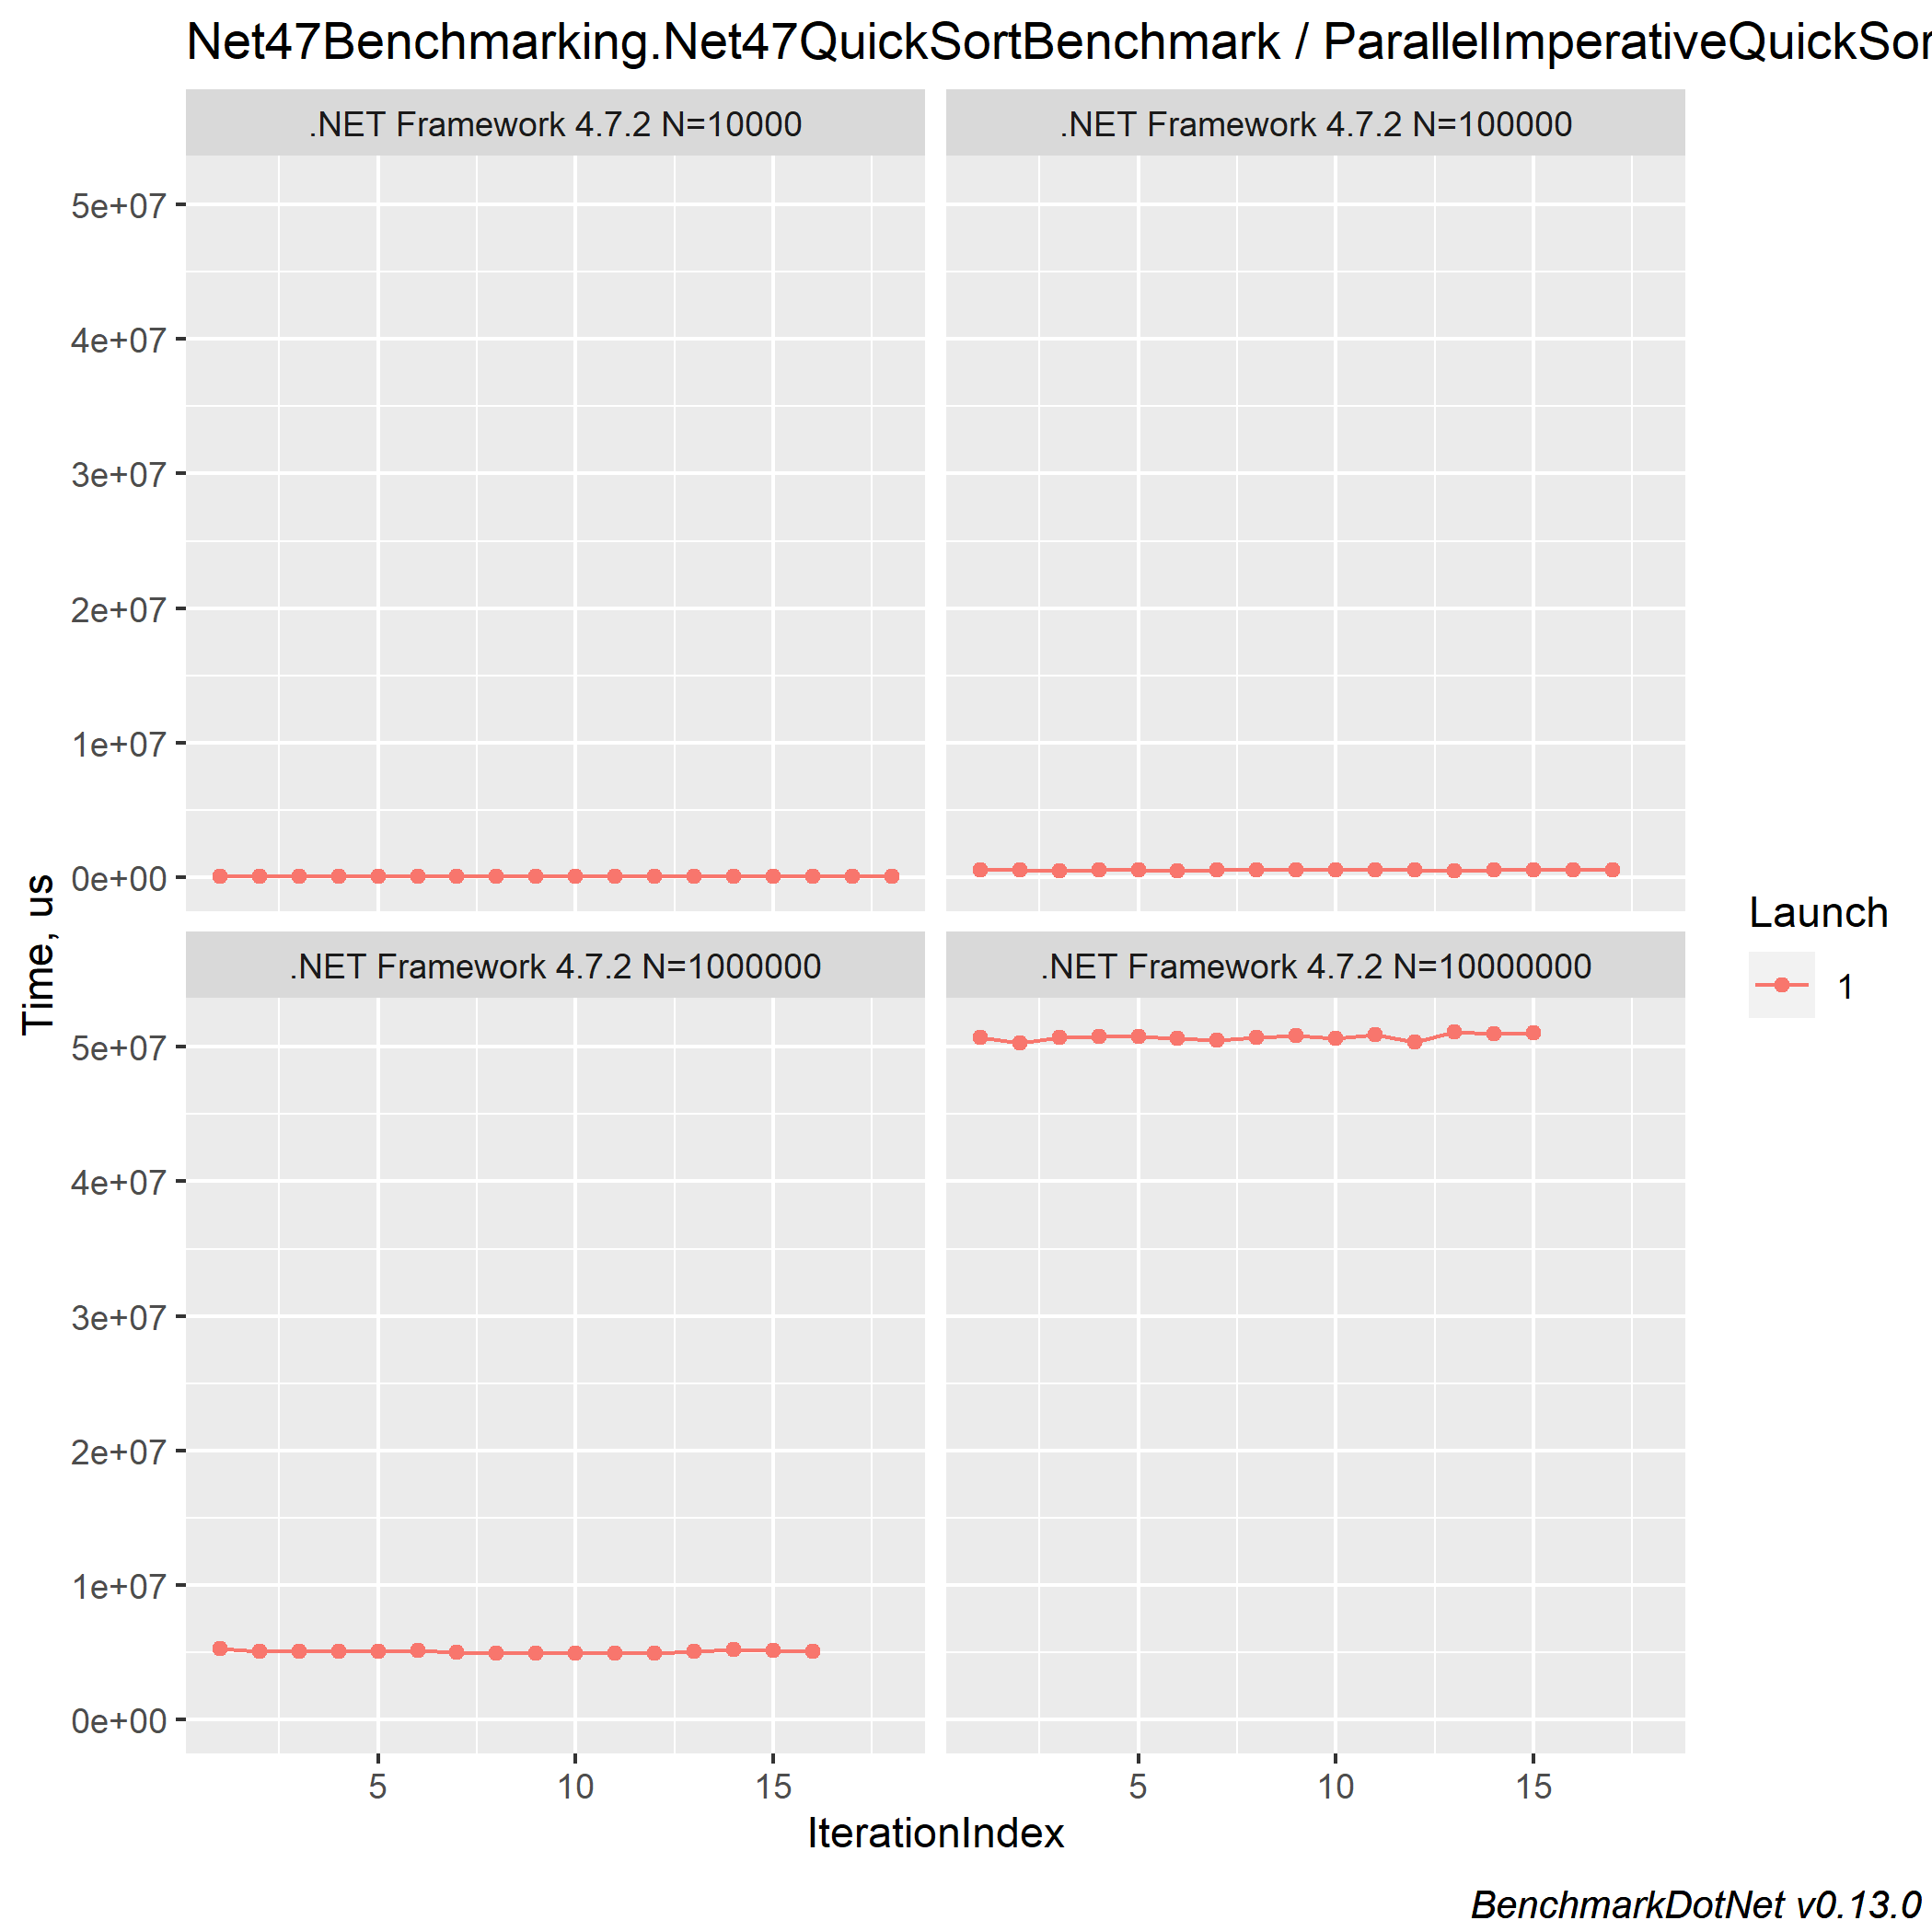 Net47Benchmarking.Net47QuickSortBenchmark / ParallelImperativeQuickSor
.NET Framework 4.7.2 N=10000
.NET Framework 4.7.2 N=100000
5e+07
4e+07
3e+07
2e+07
1e+07
0e+00
Time, us
Launch
1
.NET Framework 4.7.2 N=1000000
.NET Framework 4.7.2 N=10000000
5e+07
4e+07
3e+07
2e+07
1e+07
0e+00
5 10 15
5 10 15
IterationIndex
BenchmarkDotNet v0.13.0